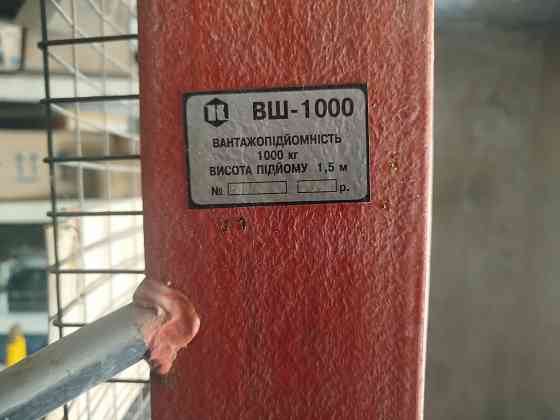 ВШ-1000
ВАНТАЖОПІДЙОМНІСТЬ
1000 кг
ВИСОТА ПІДЙОМУ 1,5 м
№ р.